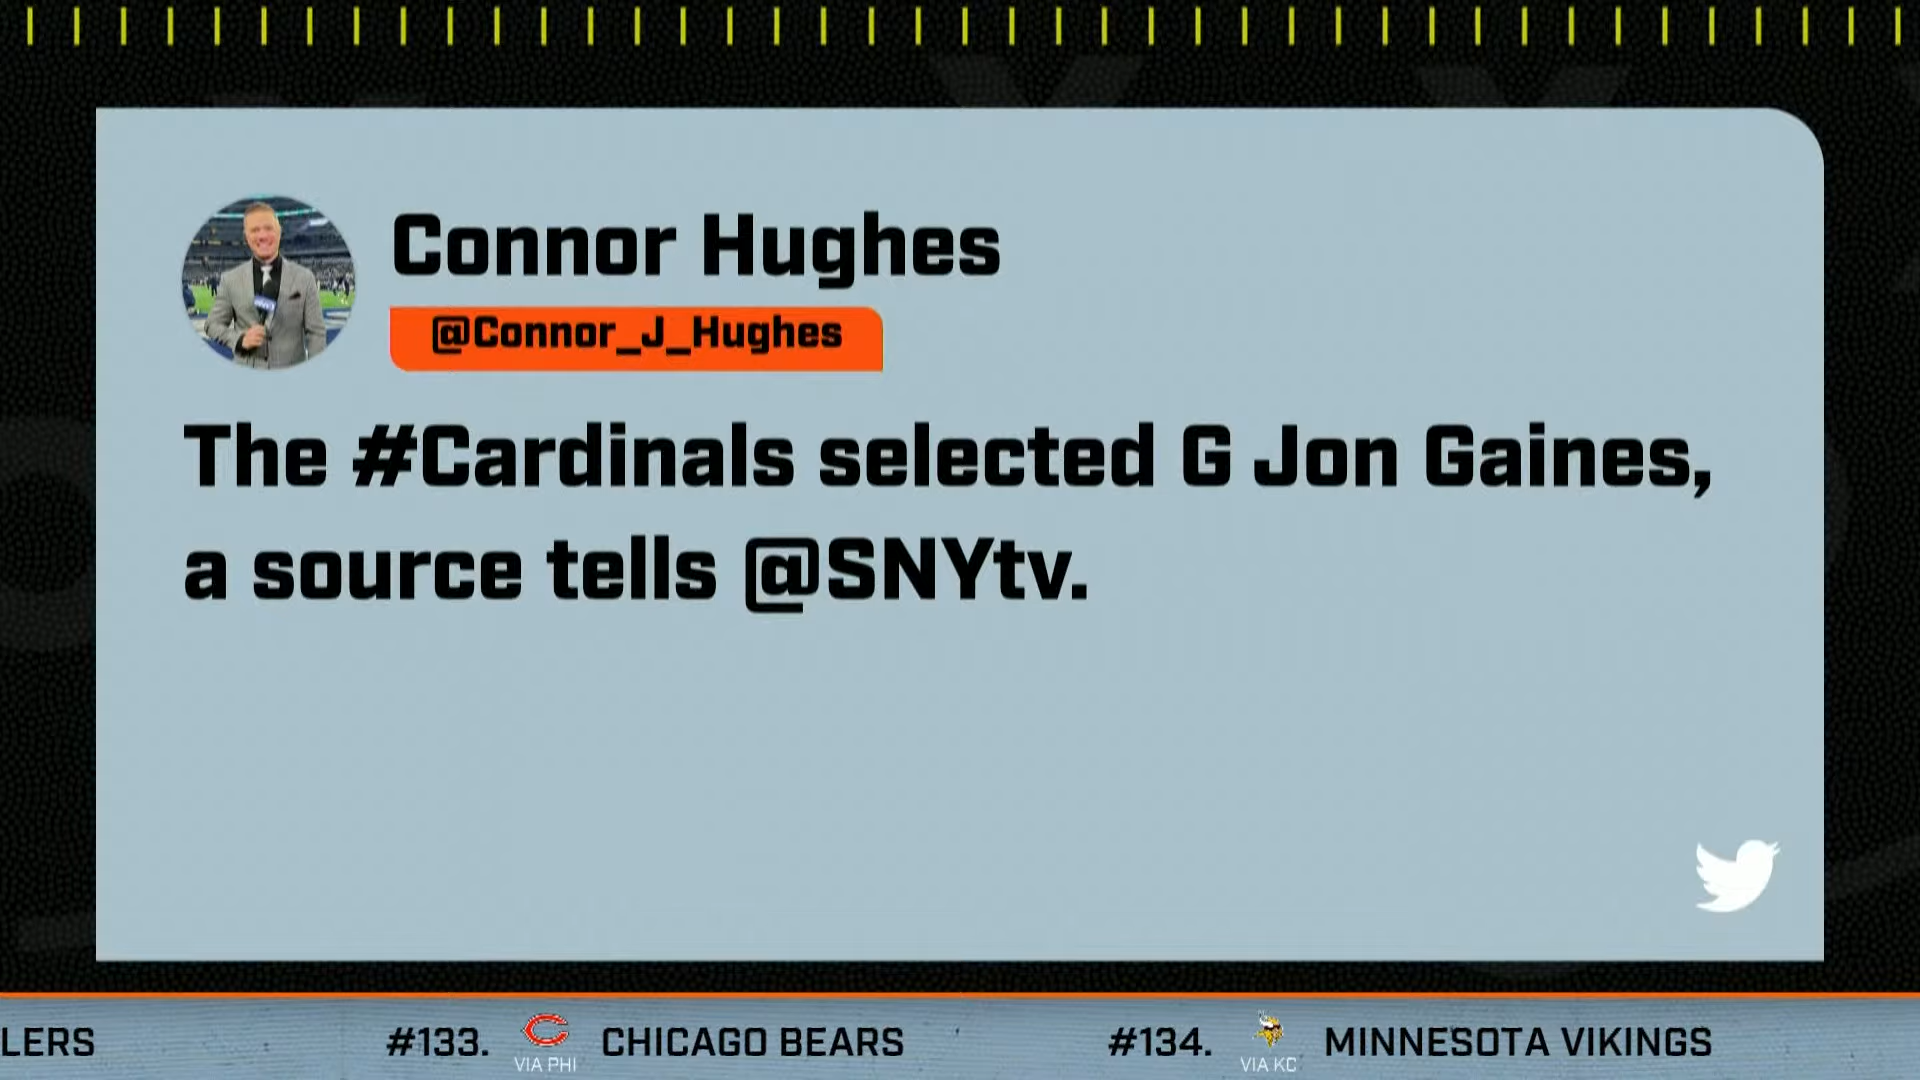 Connor Hughes
@Connor_J_Hughes
The #Cardinals selected G Jon Gaines,
a source tells @SNYtv.
LERS #133. VIA PHI CHICAGO BEARS #134. VIA KC MINNESOTA VIKINGS